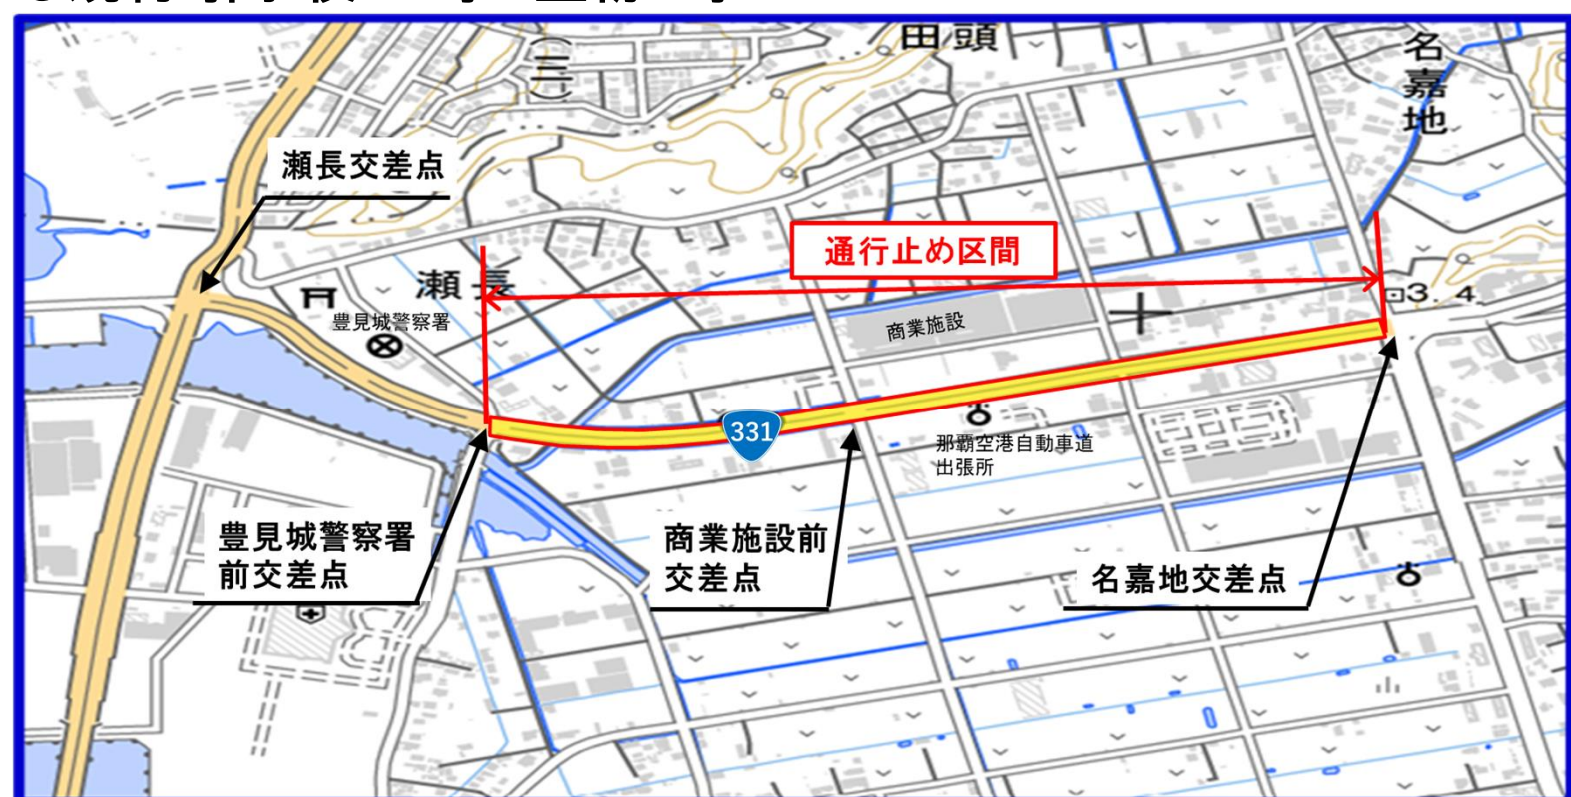 田頭
(三)
名嘉地
瀬長交差点
通行止め区間
瀬長
3.4
豊見城警察署
商業施設
331
那覇空港自動車道
出張所
豊見城警察署
前交差点
商業施設前
交差点
名嘉地交差点